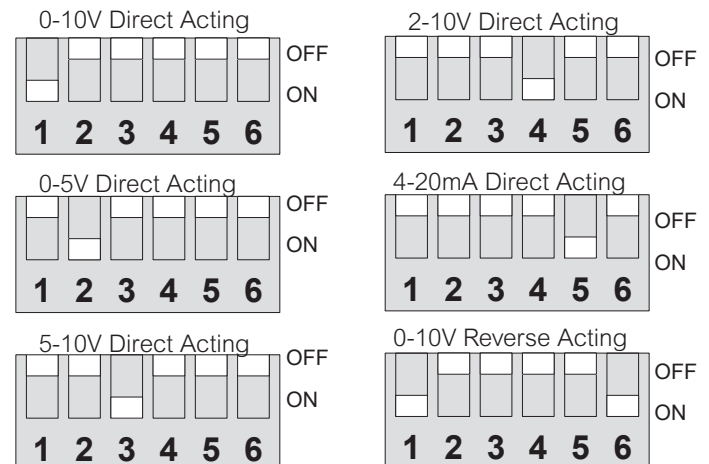 0-10V Direct Acting
OFF
ON
1 2 3 4 5 6
2-10V Direct Acting
OFF
ON
1 2 3 4 5 6
0-5V Direct Acting
OFF
ON
1 2 3 4 5 6
4-20mA Direct Acting
OFF
ON
1 2 3 4 5 6
5-10V Direct Acting
OFF
ON
1 2 3 4 5 6
0-10V Reverse Acting
OFF
ON
1 2 3 4 5 6